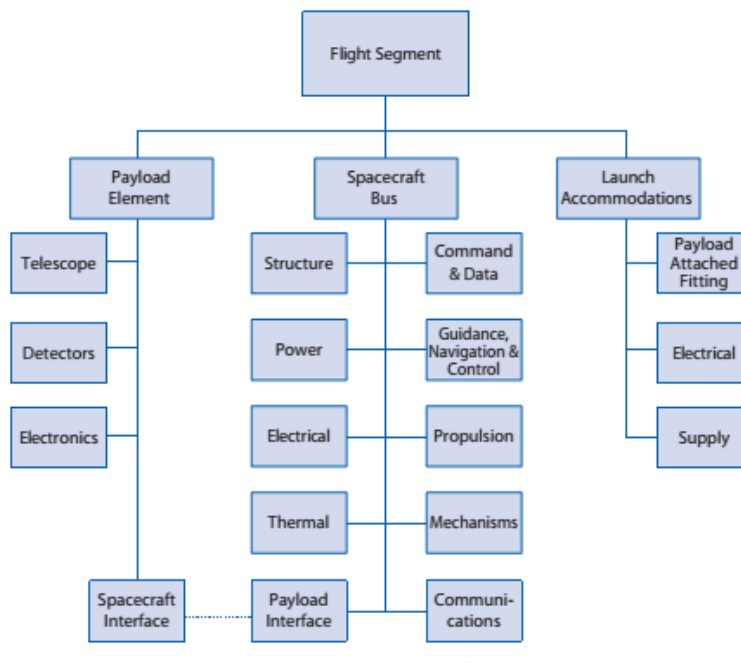 Flight Segment
Payload
Element
Spacecraft
Bus
Launch
Accommodations
Telescope
Structure
Command
& Data
Payload
Attached
Fitting
Detectors
Power
Guidance,
Navigation &
Control
Electrical
Electronics
Electrical
Propulsion
Supply
Thermal
Mechanisms
Spacecraft
Interface
Payload
Interface
Communi-
cations